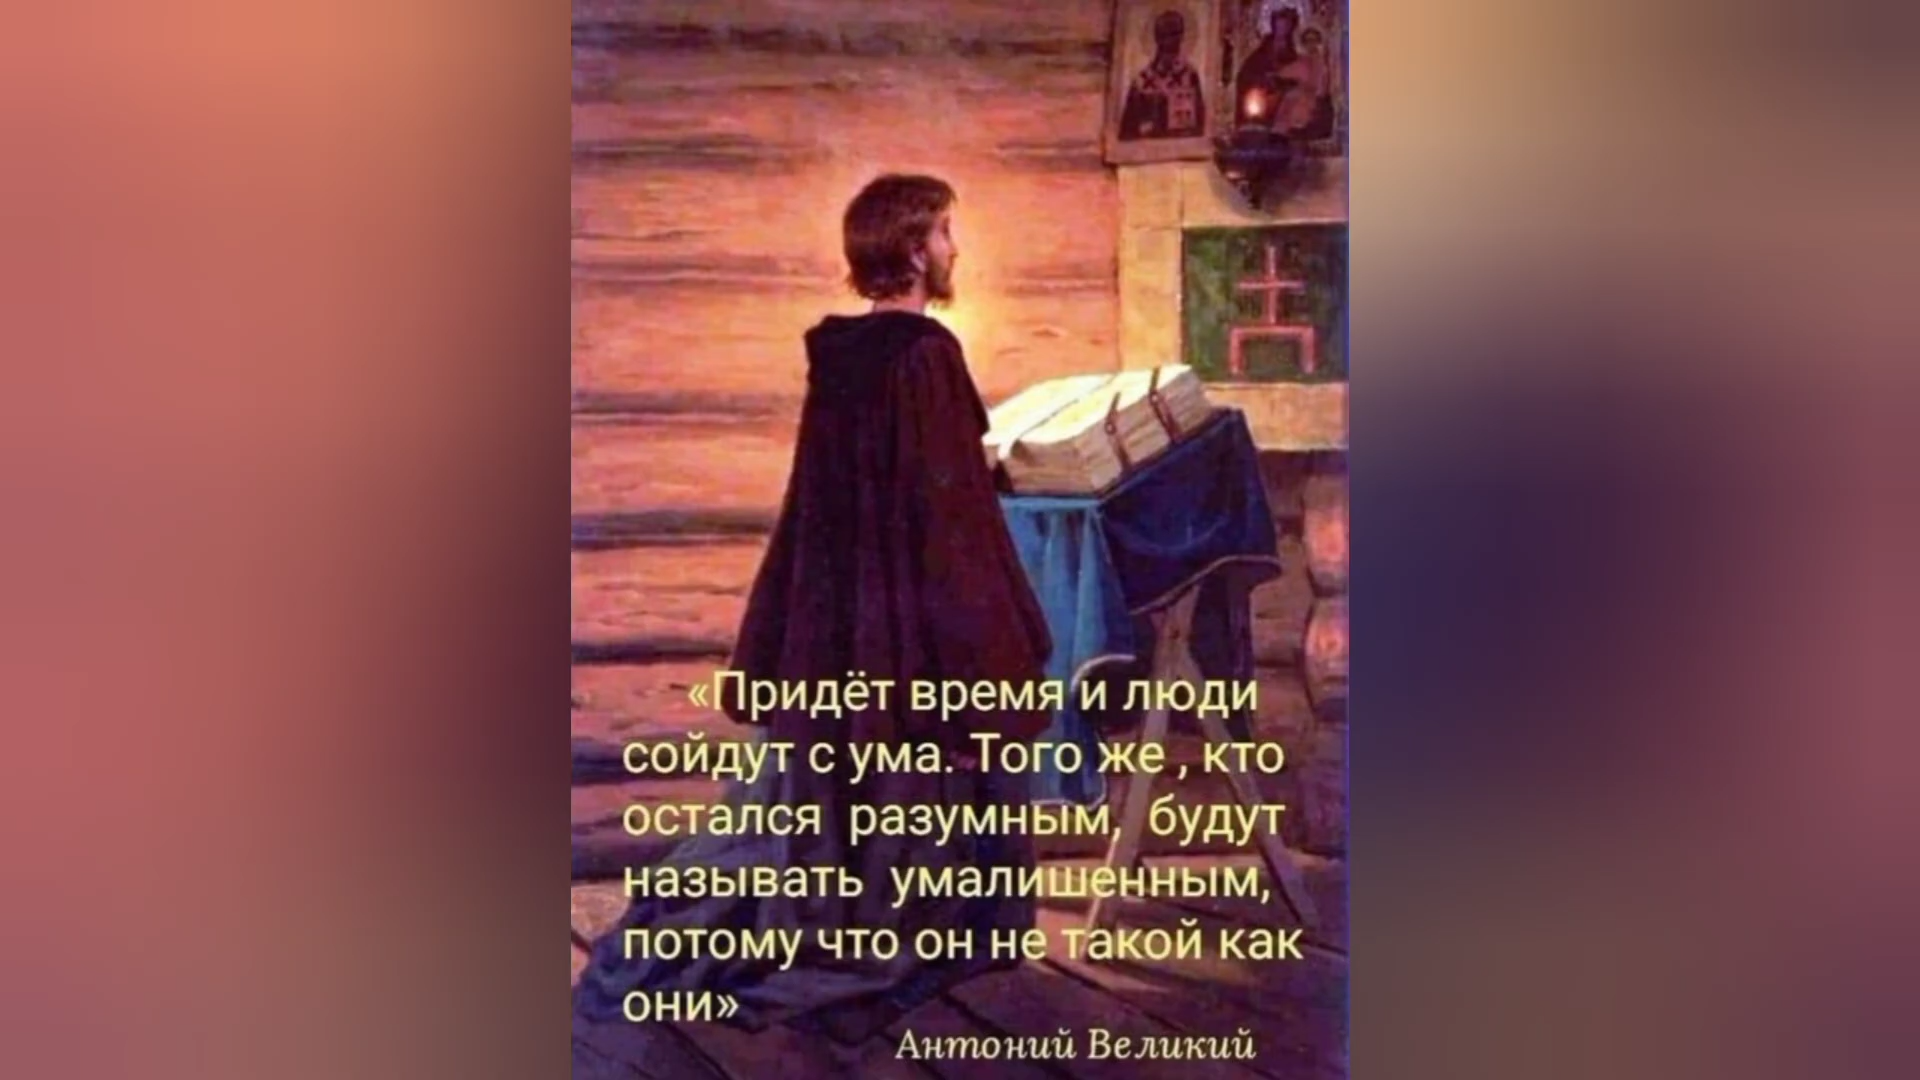 «Придёт время и люди
сойдут с ума. Того же , кто
остался разумным, будут
называть умалишенным,
потому что он не такой как
они»
Антоний Великий